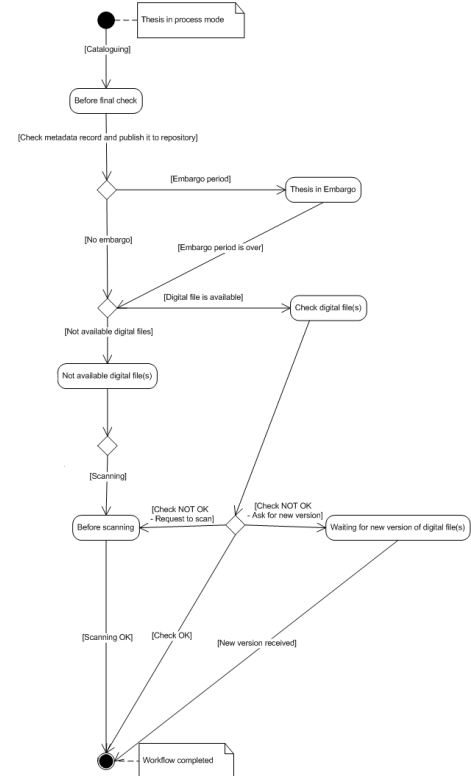 Thesis in process mode
[Cataloguing]
Before final check
[Check metadata record and publish it to repository]
[Embargo period]
Thesis in Embargo
[No embargo]
[Embargo period is over]
[Digital file is available]
Check digital file(s)
[Not available digital files]
Not available digital file(s)
[Scanning]
[Check NOT OK
- Request to scan]
[Check NOT OK
- Ask for new version]
Before scanning
Waiting for new version of digital file(s)
[Scanning OK]
[Check OK]
[New version received]
Workflow completed